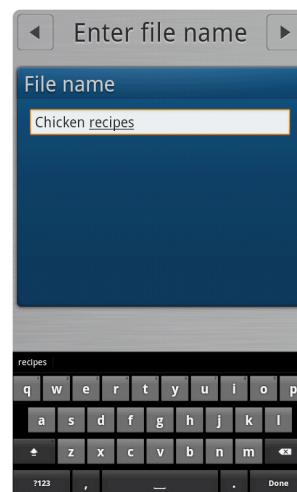 Enter file name
File name
Chicken recipes
recipes
q w e r t y u i o p
a s d f g h j k l
z x c v b n m
?123 , . Done